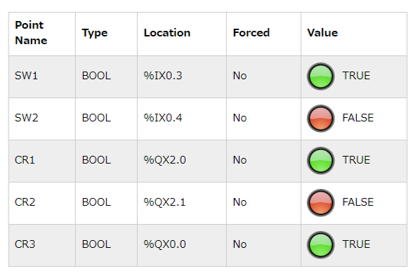 Point Name Type Location Forced Value
SW1 BOOL %IX0.3 No TRUE
SW2 BOOL %IX0.4 No FALSE
CR1 BOOL %QX2.0 No TRUE
CR2 BOOL %QX2.1 No FALSE
CR3 BOOL %QX0.0 No TRUE